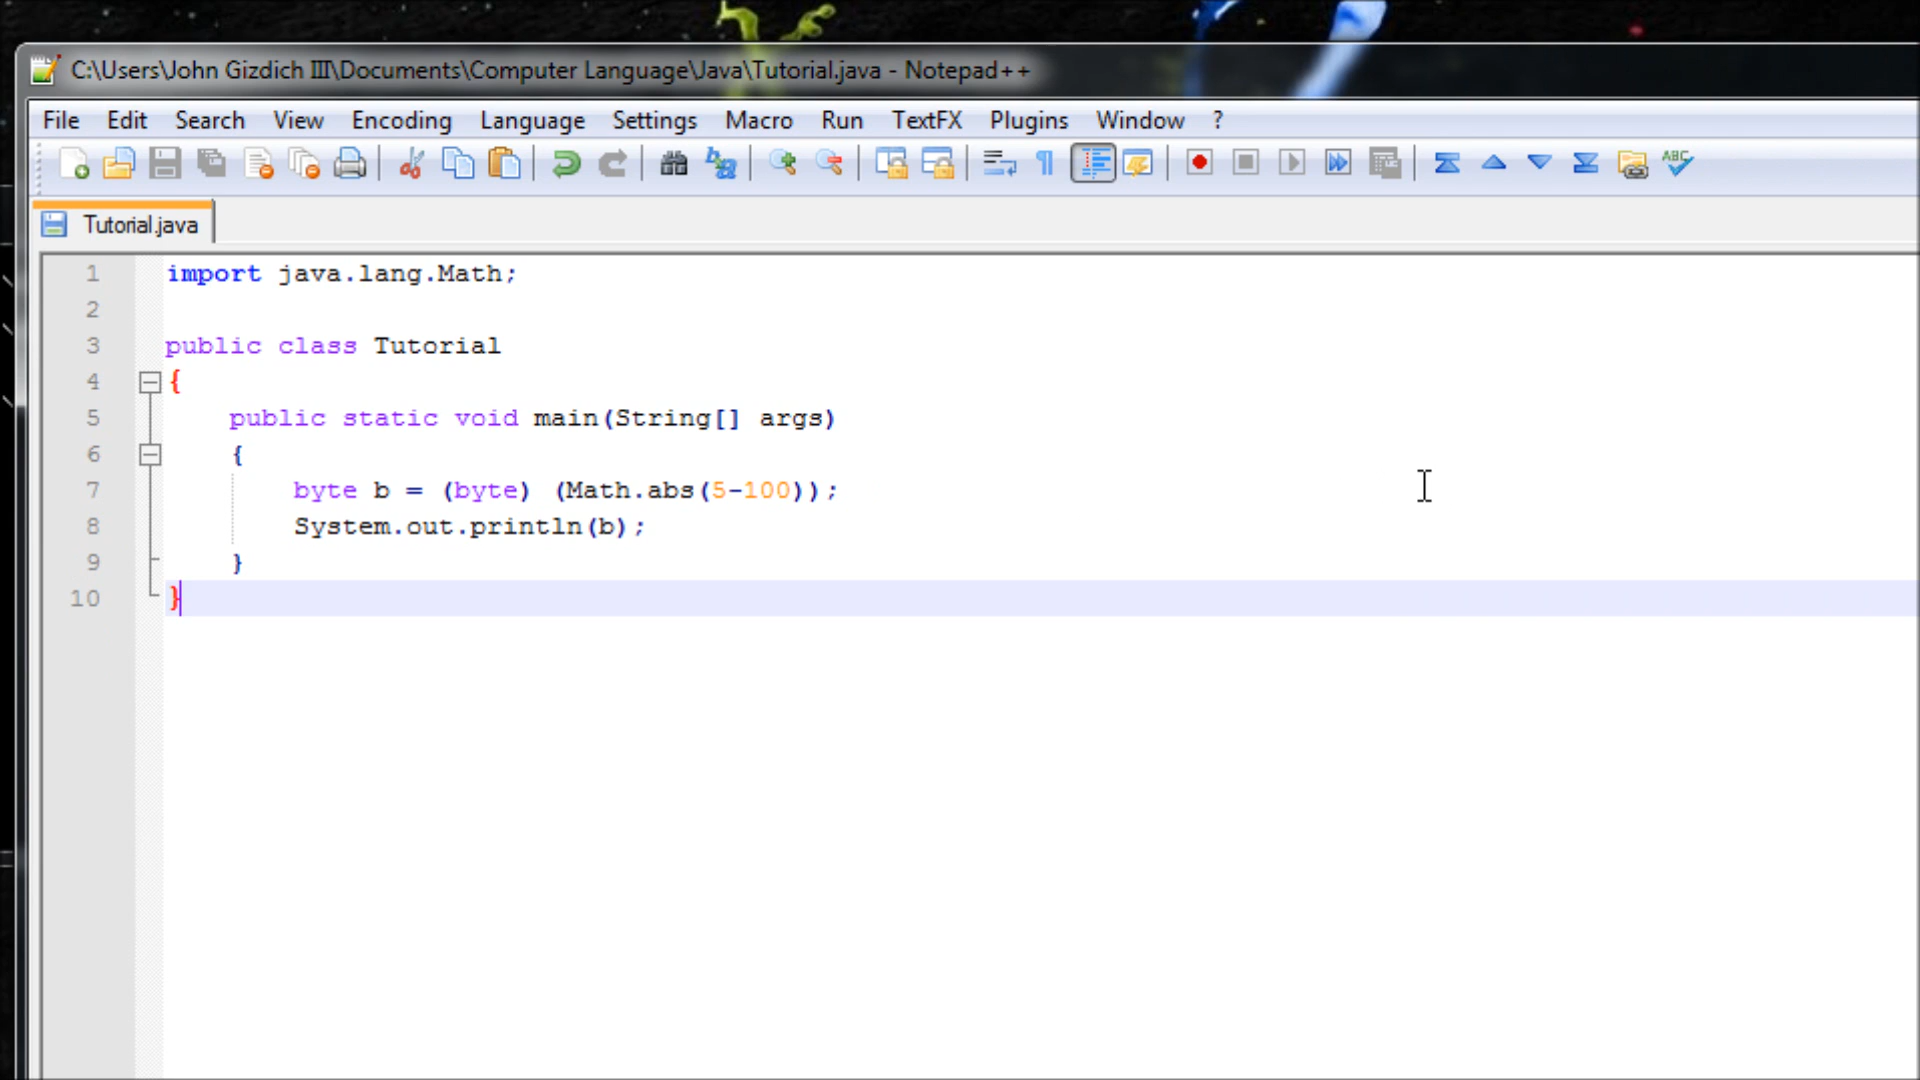 C:\Users\John Gizdich III\Documents\Computer Language\Java\Tutorial.java - Notepad++
File Edit Search View Encoding Language Settings Macro Run TextFX Plugins Window ?
ABC
Tutorial.java
1 import java.lang.Math;
2
3 public class Tutorial
4 {
5 public static void main(String[] args)
6 {
7 byte b = (byte) (Math.abs(5-100));
8 System.out.println(b);
9 }
10 }